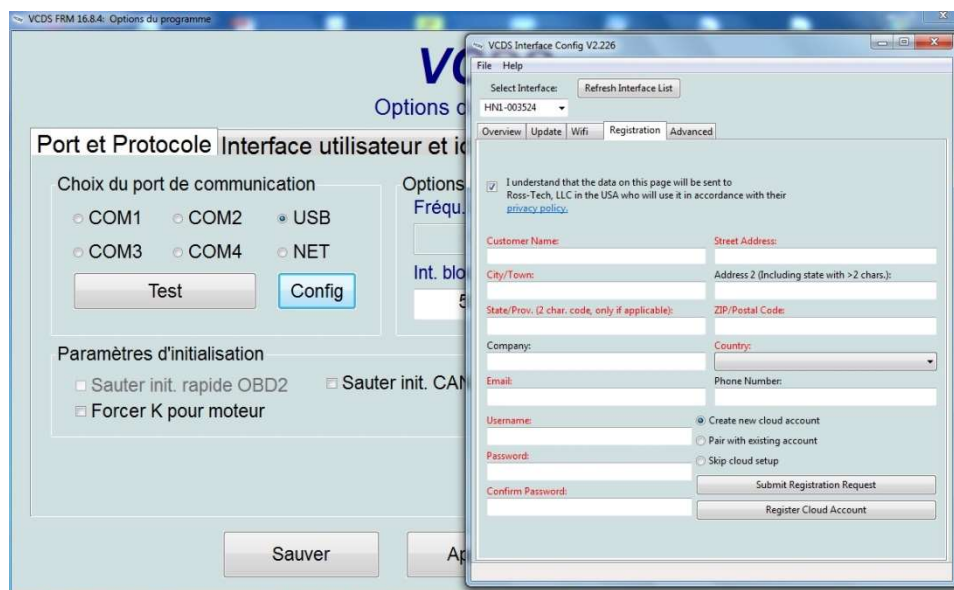 VCDS FRM 16.8.4: Options du programme
Options d
Port et Protocole
Interface utilisateur et
Choix du port de communication
COM1
COM2
USB
COM3
COM4
NET
Test
Config
Options
Fréqu.
Int. blo
5
Paramètres d'initialisation
Sauter init. rapide OBD2
Sauter init. CAN
Forcer K pour moteur
Sauver
VCDS Interface Config V2.226
File Help
Select Interface:
Refresh Interface List
HN1-003524
Overview Update Wifi Registration Advanced
I understand that the data on this page will be sent to
Ross-Tech, LLC in the USA who will use it in accordance with their
privacy policy.
Customer Name:
Street Address:
City/Town:
Address 2 (Including state with >2 chars.):
State/Prov. (2 char. code, only if applicable):
ZIP/Postal Code:
Company:
Country:
Email:
Phone Number:
Username:
Create new cloud account
Pair with existing account
Password:
Skip cloud setup
Submit Registration Request
Confirm Password:
Register Cloud Account